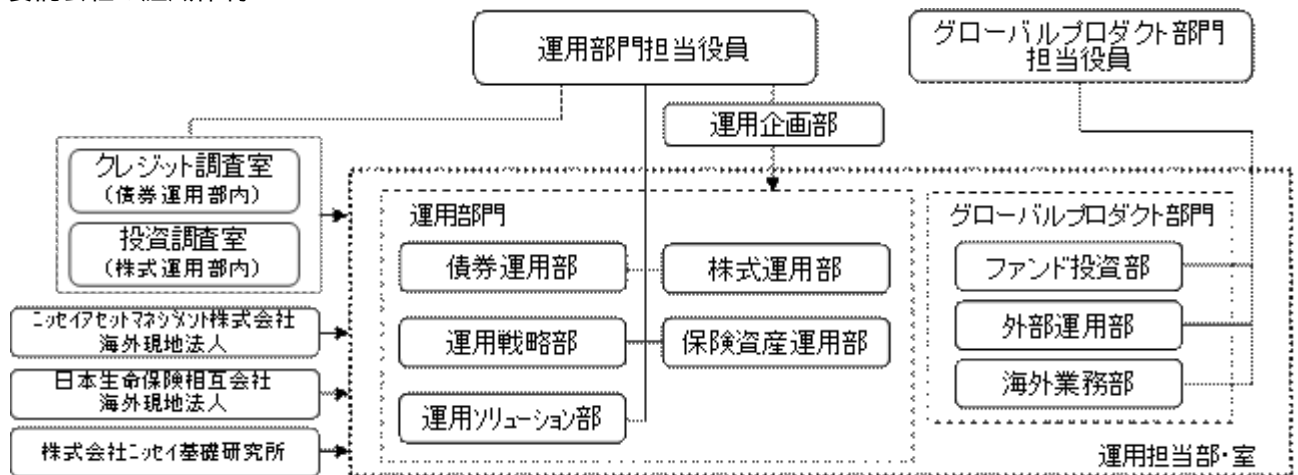 運用部門担当役員
グローバルプロダクト部門
担当役員
運用企画部
クレジット調査室
（債券運用部内）
投資調査室
（株式運用部内）
ニッセイアセットマネジメント株式会社
海外現地法人
日本生命保険相互会社
海外現地法人
株式会社ニッセイ基礎研究所
運用部門
債券運用部
株式運用部
運用戦略部
保険資産運用部
運用ソリューション部
グローバルプロダクト部門
ファンド投資部
外部運用部
海外業務部
運用担当部・室